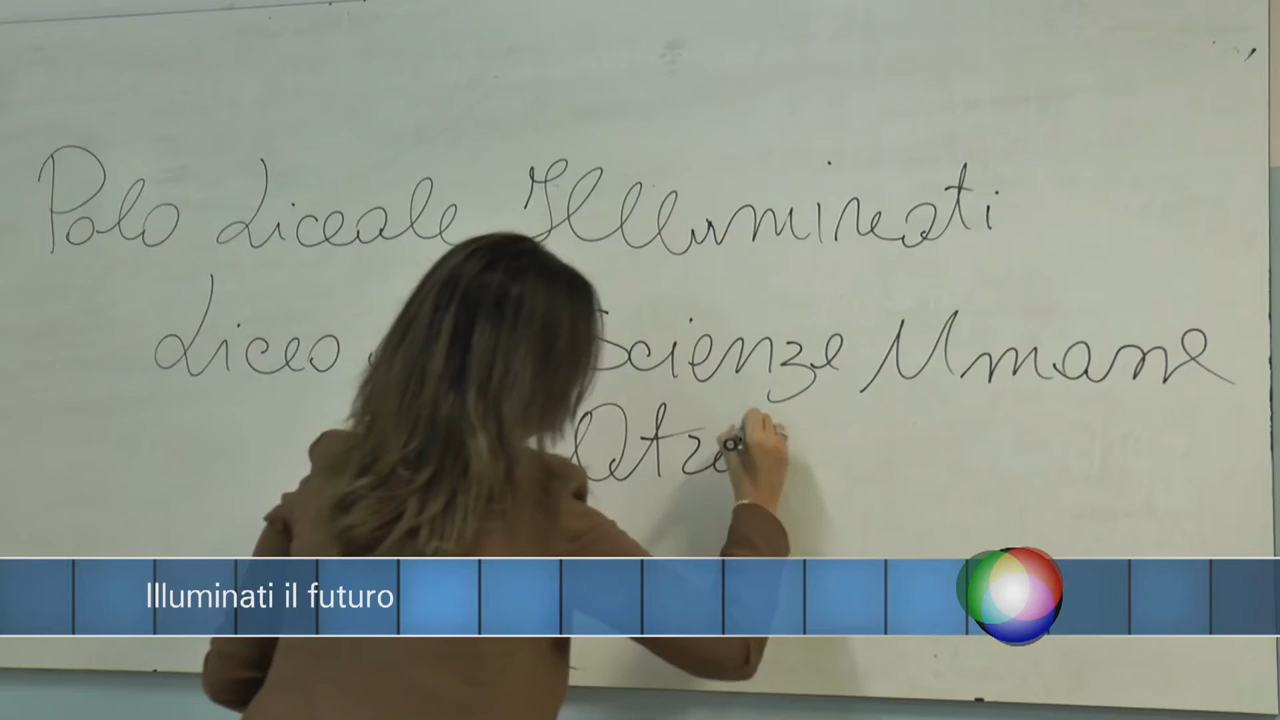 Polo Liceale Illuminati
Liceo Scienze Umane
Illuminati il futuro